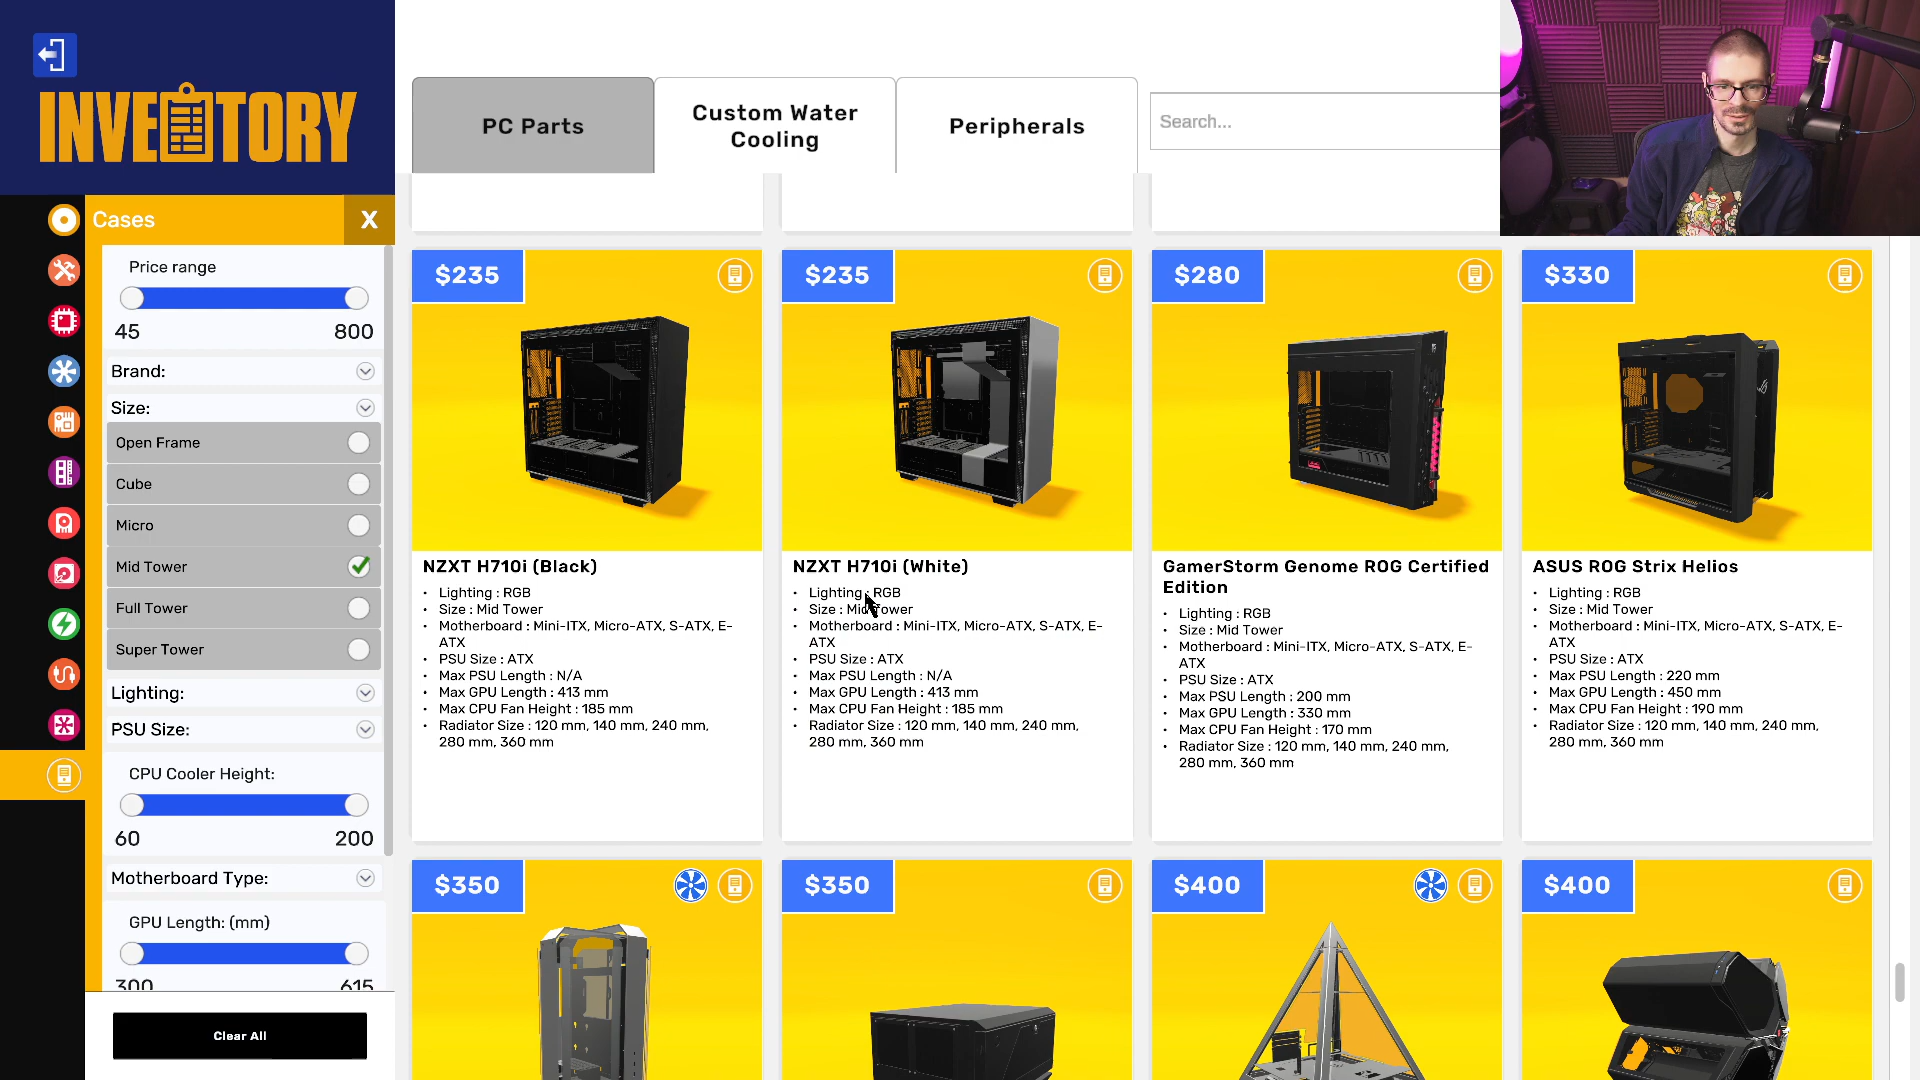 INVENTORY
PC Parts
Custom Water
Cooling
Peripherals
Search...
Cases
X
Price range
45 800
Brand:
Size:
Open Frame
Cube
Micro
Mid Tower
Full Tower
Super Tower
Lighting:
PSU Size:
CPU Cooler Height:
60 200
Motherboard Type:
GPU Length: (mm)
300 615
Clear All
$235
NZXT H710i (Black)
• Lighting : RGB
• Size : Mid Tower
• Motherboard : Mini-ITX, Micro-ATX, S-ATX, E-
ATX
• PSU Size : ATX
• Max PSU Length : N/A
• Max GPU Length : 413 mm
• Max CPU Fan Height : 185 mm
• Radiator Size : 120 mm, 140 mm, 240 mm,
280 mm, 360 mm
$235
NZXT H710i (White)
• Lighting : RGB
• Size : Mid Tower
• Motherboard : Mini-ITX, Micro-ATX, S-ATX, E-
ATX
• PSU Size : ATX
• Max PSU Length : N/A
• Max GPU Length : 413 mm
• Max CPU Fan Height : 185 mm
• Radiator Size : 120 mm, 140 mm, 240 mm,
280 mm, 360 mm
$280
GamerStorm Genome ROG Certified
Edition
• Lighting : RGB
• Size : Mid Tower
• Motherboard : Mini-ITX, Micro-ATX, S-ATX, E-
ATX
• PSU Size : ATX
• Max PSU Length : 200 mm
• Max GPU Length : 330 mm
• Max CPU Fan Height : 170 mm
• Radiator Size : 120 mm, 140 mm, 240 mm,
280 mm, 360 mm
$330
ASUS ROG Strix Helios
• Lighting : RGB
• Size : Mid Tower
• Motherboard : Mini-ITX, Micro-ATX, S-ATX, E-
ATX
• PSU Size : ATX
• Max PSU Length : 220 mm
• Max GPU Length : 450 mm
• Max CPU Fan Height : 190 mm
• Radiator Size : 120 mm, 140 mm, 240 mm,
280 mm, 360 mm
$350
$350
$400
$400